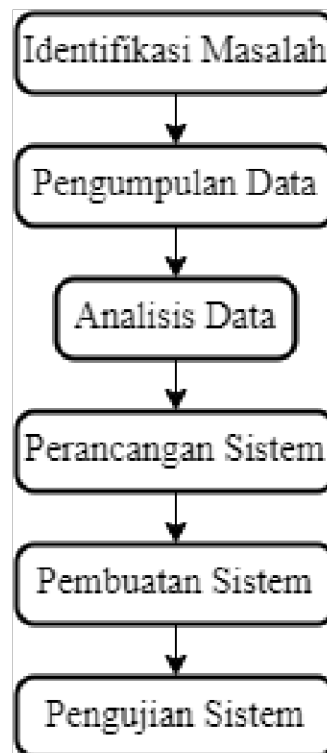 Identifikasi Masalah
Pengumpulan Data
Analisis Data
Perancangan Sistem
Pembuatan Sistem
Pengujian Sistem